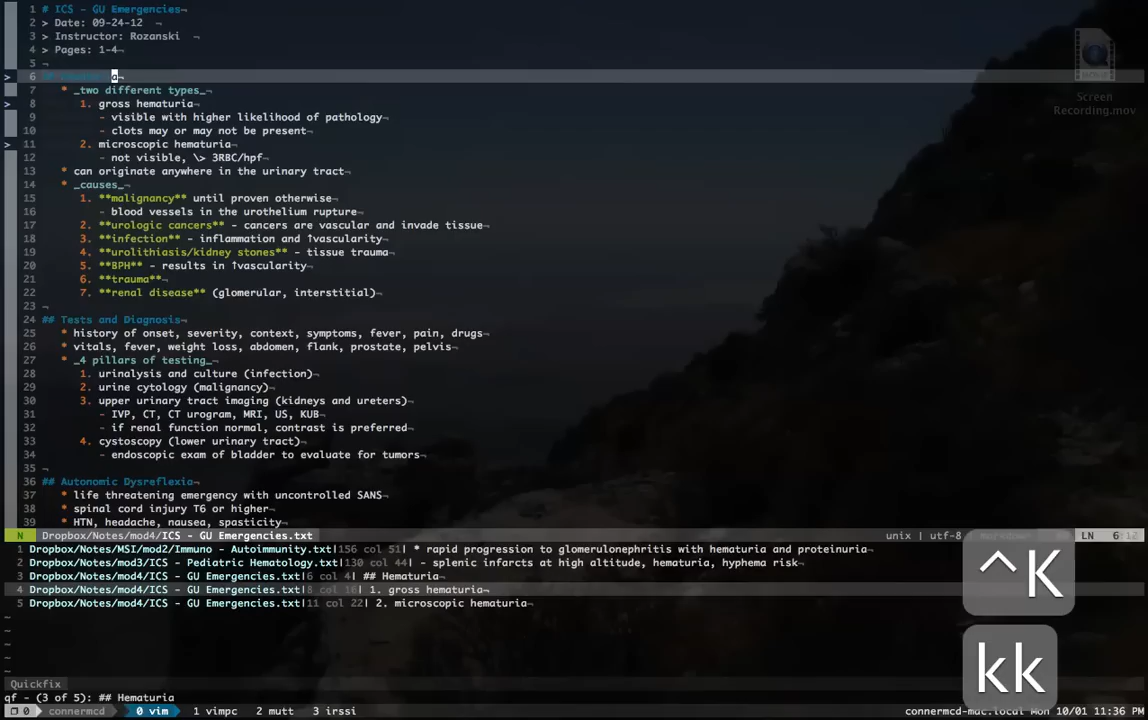 1 # ICS - GU Emergencies¬
2 > Date: 09-24-12  ¬
3 > Instructor: Rozanski  ¬
4 > Pages: 1-4¬
5 ¬
> 6 ## Hematuria¬
7 * _two different types_¬
> 8 1. gross hematuria¬
9 - visible with higher likelihood of pathology¬
10 - clots may or may not be present¬
> 11 2. microscopic hematuria¬
12 - not visible, \> 3RBC/hpf¬
13 * can originate anywhere in the urinary tract¬
14 * _causes_¬
15 1. **malignancy** until proven otherwise¬
16 - blood vessels in the urothelium rupture¬
17 2. **urologic cancers** - cancers are vascular and invade tissue¬
18 3. **infection** - inflammation and ↑vascularity¬
19 4. **urolithiasis/kidney stones** - tissue trauma¬
20 5. **BPH** - results in ↑vascularity¬
21 6. **trauma**¬
22 7. **renal disease** (glomerular, interstitial)¬
23 ¬
24 ## Tests and Diagnosis¬
25 * history of onset, severity, context, symptoms, fever, pain, drugs¬
26 * vitals, fever, weight loss, abdomen, flank, prostate, pelvis¬
27 * _4 pillars of testing_¬
28 1. urinalysis and culture (infection)¬
29 2. urine cytology (malignancy)¬
30 3. upper urinary tract imaging (kidneys and ureters)¬
31 - IVP, CT, CT urogram, MRI, US, KUB¬
32 - if renal function normal, contrast is preferred¬
33 4. cystoscopy (lower urinary tract)¬
34 - endoscopic exam of bladder to evaluate for tumors¬
35 ¬
36 ## Autonomic Dysreflexia¬
37 * life threatening emergency with uncontrolled SANS¬
38 * spinal cord injury T6 or higher¬
39 * HTN, headache, nausea, spasticity¬
N Dropbox/Notes/mod4/ICS - GU Emergencies.txt unix | utf-8 | markdown LN 6:12
1 Dropbox/Notes/MSI/mod2/Immuno - Autoimmunity.txt|156 col 51| * rapid progression to glomerulonephritis with hematuria and proteinuria¬
2 Dropbox/Notes/mod3/ICS - Pediatric Hematology.txt|130 col 44| - splenic infarcts at high altitude, hematuria, hyphema risk¬
3 Dropbox/Notes/mod4/ICS - GU Emergencies.txt|6 col 4| ## Hematuria¬
4 Dropbox/Notes/mod4/ICS - GU Emergencies.txt|8 col 16| 1. gross hematuria¬
5 Dropbox/Notes/mod4/ICS - GU Emergencies.txt|11 col 22| 2. microscopic hematuria¬
~
~
~
~
~
Quickfix
qf - (3 of 5): ## Hematuria
0 connermcd 0 vim 1 vimpc 2 mutt 3 irssi connermcd-mac.local Mon 10/01 11:36 PM
MOVIE
Screen
Recording.mov
^K
kk